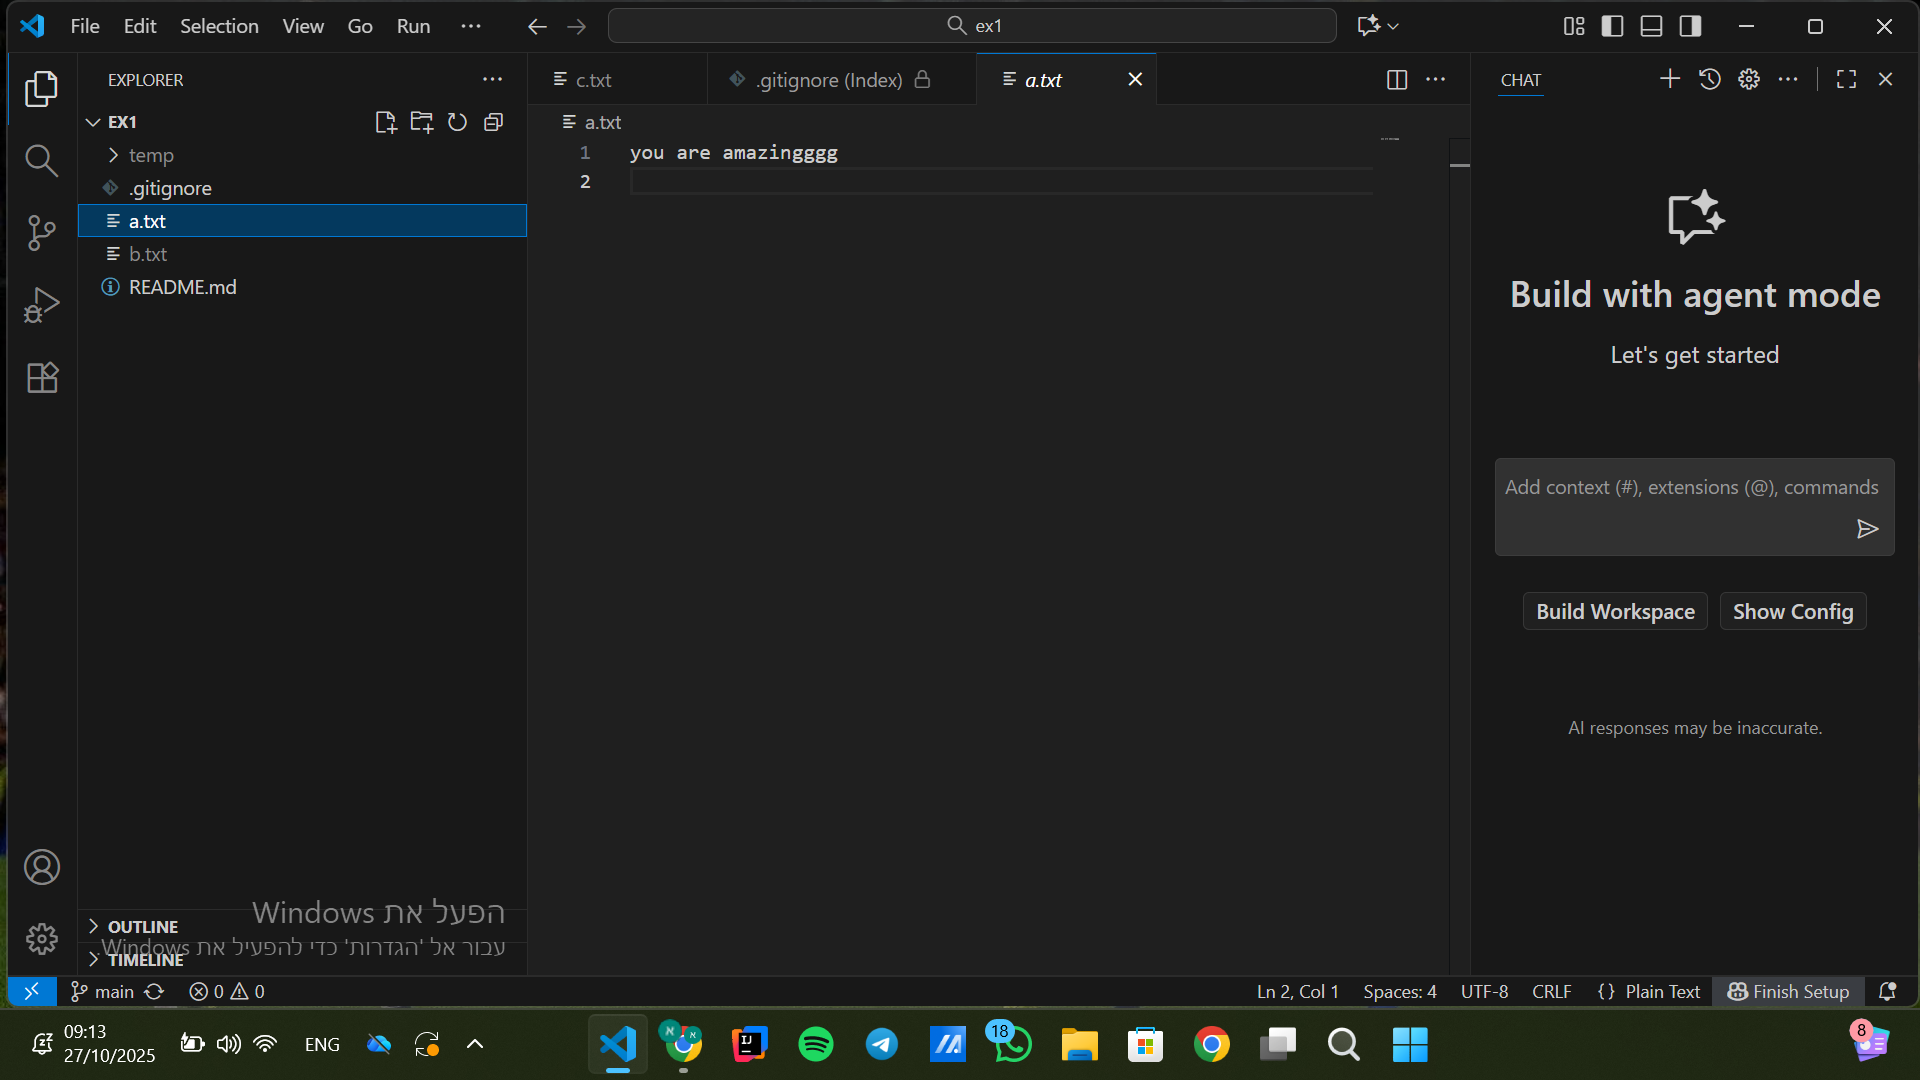 File Edit Selection View Go Run
ex1
EXPLORER
EX1
temp
.gitignore
a.txt
b.txt
README.md
OUTLINE
TIMELINE
c.txt
.gitignore (Index)
a.txt
a.txt
1 you are amazingggg
2
CHAT
Build with agent mode
Let's get started
Add context (#), extensions (@), commands
Build Workspace Show Config
AI responses may be inaccurate.
הפעל את Windows
עבור אל 'הגדרות' כדי להפעיל את Windows.
main 0 0 Ln 2, Col 1 Spaces: 4 UTF-8 CRLF {} Plain Text Finish Setup
09:13
27/10/2025
ENG
א א
IJ
18
8